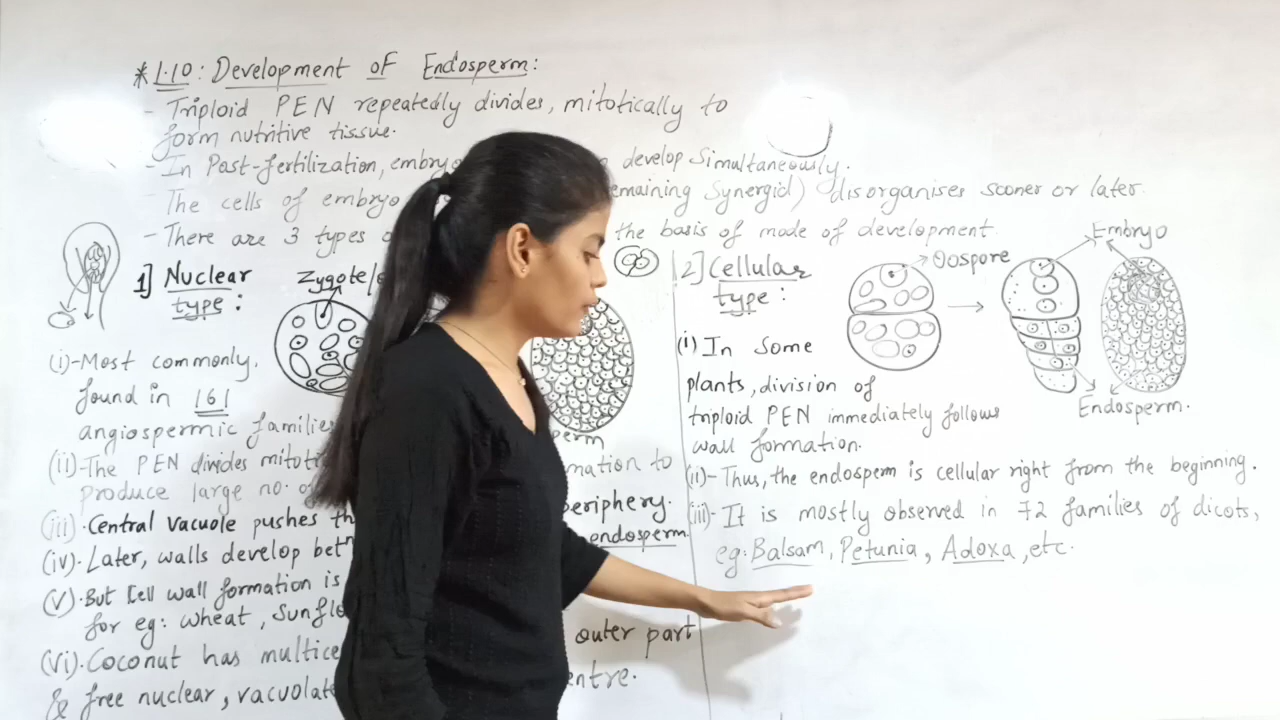 *1.10: Development of Endosperm:
- Triploid PEN repeatedly divides, mitotically to
form nutritive tissue.
- In Post-fertilization, embryo develop simultaneously.
- The cells of embryo emaining Synergid) disorganises sooner or later.
- There are 3 types the basis of mode of development.
1] Nuclear
type:
Zygote/
(i)-Most commonly,
found in 161
angiospermic families
(ii)-The PEN divides mitoti mation to
produce large no. of
(iii)·Central vacuole pushes th periphery.
endosperm
(iv)·Later, walls develop betn
(v)·But Cell wall formation is
for eg: wheat, Sunflo
(vi)·Coconut has multice outer part
& free nuclear, vacuolate entre.
erm
2] Cellular
type:
Oospore
Embryo
Endosperm.
(i) In some
plants, division of
triploid PEN immediately follows
wall formation.
(ii)- Thus, the endosperm is cellular right from the beginning.
(iii)- It is mostly observed in 72 families of dicots,
eg: Balsam, Petunia, Adoxa, etc.